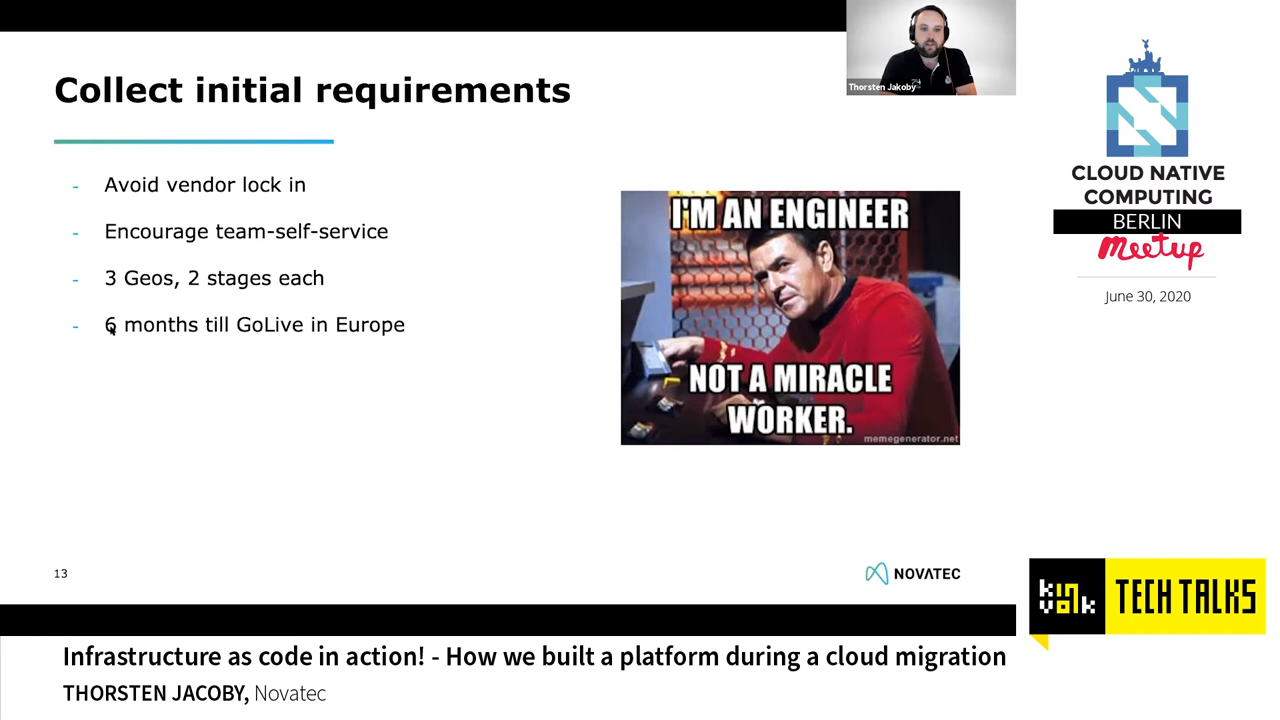 Collect initial requirements
- Avoid vendor lock in
- Encourage team-self-service
- 3 Geos, 2 stages each
- 6 months till GoLive in Europe
I'M AN ENGINEER
NOT A MIRACLE
WORKER.
memegenerator.net
13
NOVATEC
Thorsten Jakoby
CLOUD NATIVE
COMPUTING
BERLIN
Meetup
June 30, 2020
kinvolk
TECH TALKS
Infrastructure as code in action! - How we built a platform during a cloud migration
THORSTEN JACOBY, Novatec